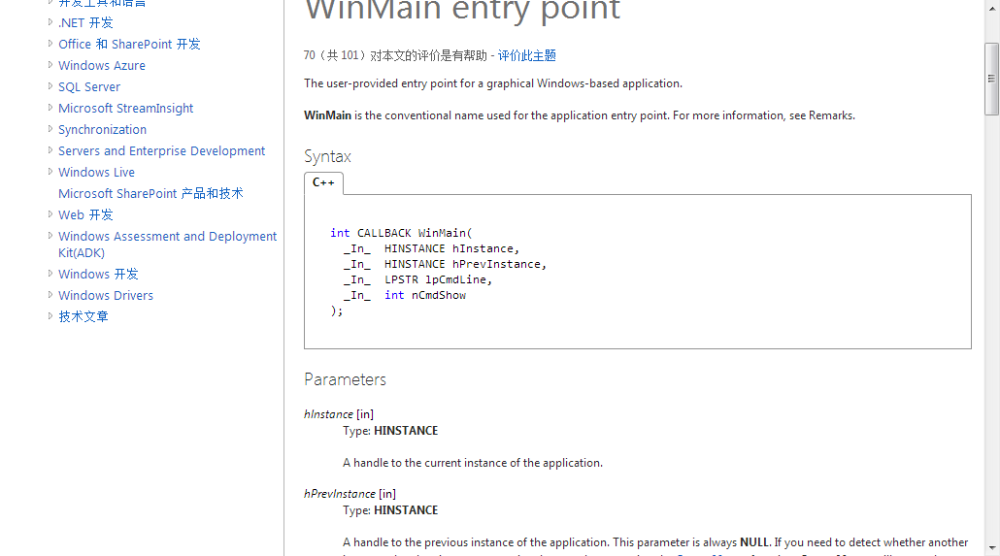 开发工具和语言
.NET 开发
Office 和 SharePoint 开发
Windows Azure
SQL Server
Microsoft StreamInsight
Synchronization
Servers and Enterprise Development
Windows Live
Microsoft SharePoint 产品和技术
Web 开发
Windows Assessment and Deployment
Kit(ADK)
Windows 开发
Windows Drivers
技术文章
WinMain entry point
70（共 101）对本文的评价是有帮助 - 评价此主题
The user-provided entry point for a graphical Windows-based application.
WinMain is the conventional name used for the application entry point. For more information, see Remarks.
Syntax
C++
int CALLBACK WinMain(
_In_ HINSTANCE hInstance,
_In_ HINSTANCE hPrevInstance,
_In_ LPSTR lpCmdLine,
_In_ int nCmdShow
);
Parameters
hInstance [in]
Type: HINSTANCE
A handle to the current instance of the application.
hPrevInstance [in]
Type: HINSTANCE
A handle to the previous instance of the application. This parameter is always NULL. If you need to detect whether another